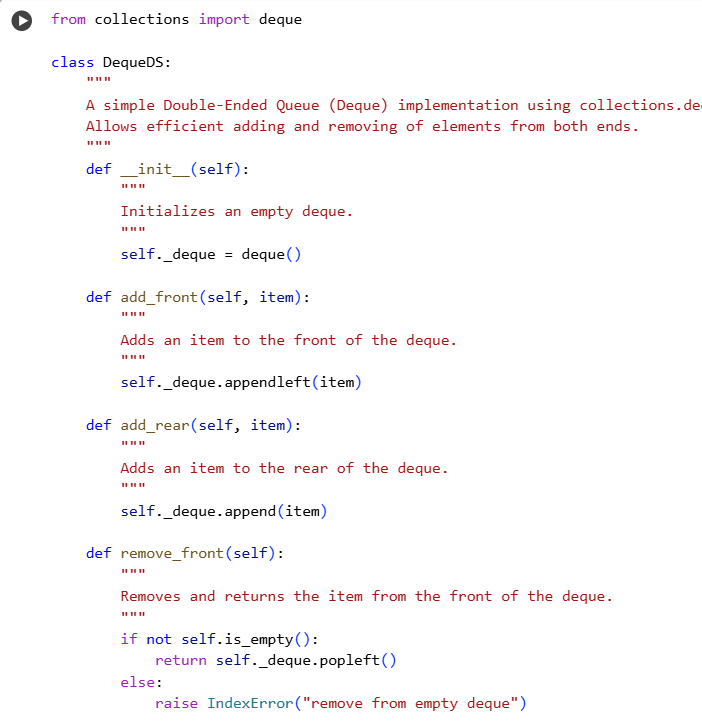 from collections import deque
class DequeDS:
    """
    A simple Double-Ended Queue (Deque) implementation using collections.de
    Allows efficient adding and removing of elements from both ends.
    """
    def __init__(self):
        """
        Initializes an empty deque.
        """
        self._deque = deque()
    def add_front(self, item):
        """
        Adds an item to the front of the deque.
        """
        self._deque.appendleft(item)
    def add_rear(self, item):
        """
        Adds an item to the rear of the deque.
        """
        self._deque.append(item)
    def remove_front(self):
        """
        Removes and returns the item from the front of the deque.
        """
        if not self.is_empty():
            return self._deque.popleft()
        else:
            raise IndexError("remove from empty deque")